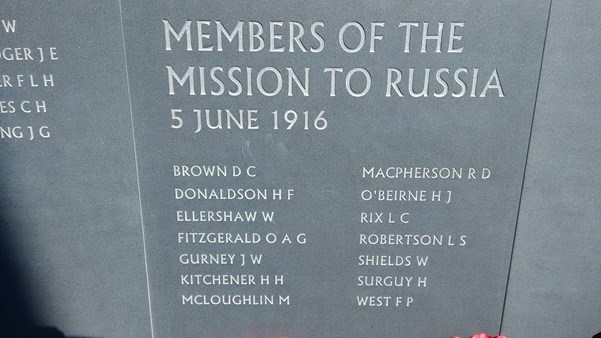 W
GER J E
ER F L H
ES C H
NG J G
MEMBERS OF THE
MISSION TO RUSSIA
5 JUNE 1916
BROWN D C
DONALDSON H F
ELLERSHAW W
FITZGERALD O A G
GURNEY J W
KITCHENER H H
MCLOUGHLIN M
MACPHERSON R D
O'BEIRNE H J
RIX L C
ROBERTSON L S
SHIELDS W
SURGUY H
WEST F P